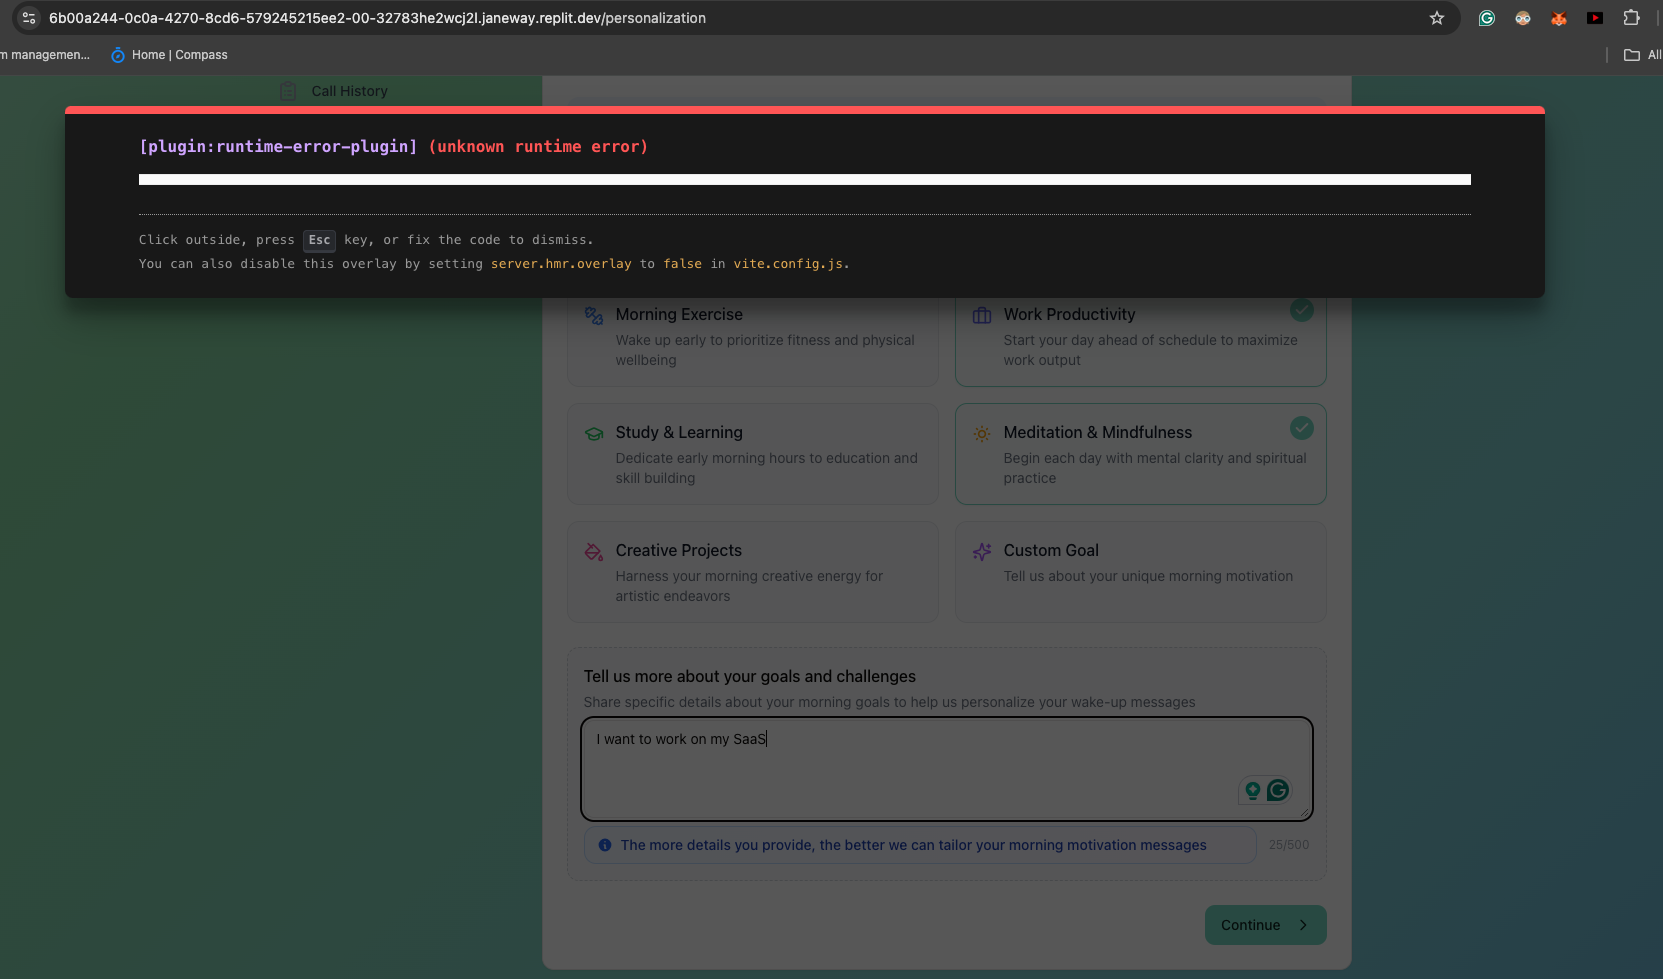 6b00a244-0c0a-4270-8cd6-579245215ee2-00-32783he2wcj2l.janeway.replit.dev/personalization
m managemen...
Home | Compass
All
Call History
[plugin:runtime-error-plugin] (unknown runtime error)
Click outside, press Esc key, or fix the code to dismiss.
You can also disable this overlay by setting server.hmr.overlay to false in vite.config.js.
Morning Exercise
Wake up early to prioritize fitness and physical
wellbeing
Work Productivity
Start your day ahead of schedule to maximize
work output
Study & Learning
Dedicate early morning hours to education and
skill building
Meditation & Mindfulness
Begin each day with mental clarity and spiritual
practice
Creative Projects
Harness your morning creative energy for
artistic endeavors
Custom Goal
Tell us about your unique morning motivation
Tell us more about your goals and challenges
Share specific details about your morning goals to help us personalize your wake-up messages
I want to work on my SaaS
The more details you provide, the better we can tailor your morning motivation messages
25/500
Continue